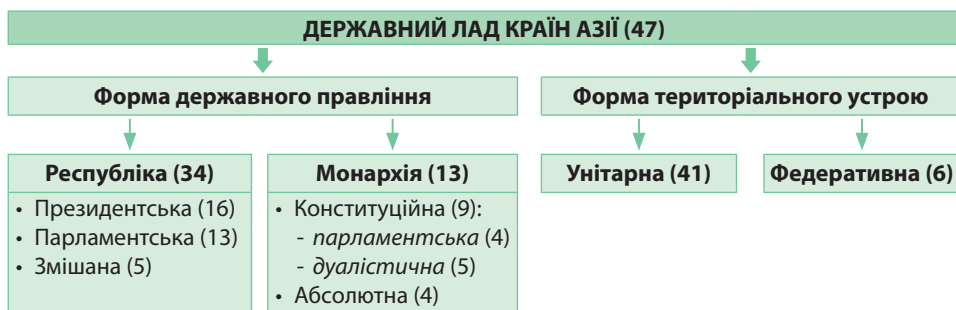 ДЕРЖАВНИЙ ЛАД КРАЇН АЗІЇ (47)
Форма державного правління
Форма територіального устрою
Республіка (34)
• Президентська (16)
• Парламентська (13)
• Змішана (5)
Монархія (13)
• Конституційна (9):
- парламентська (4)
- дуалістична (5)
• Абсолютна (4)
Унітарна (41)
Федеративна (6)